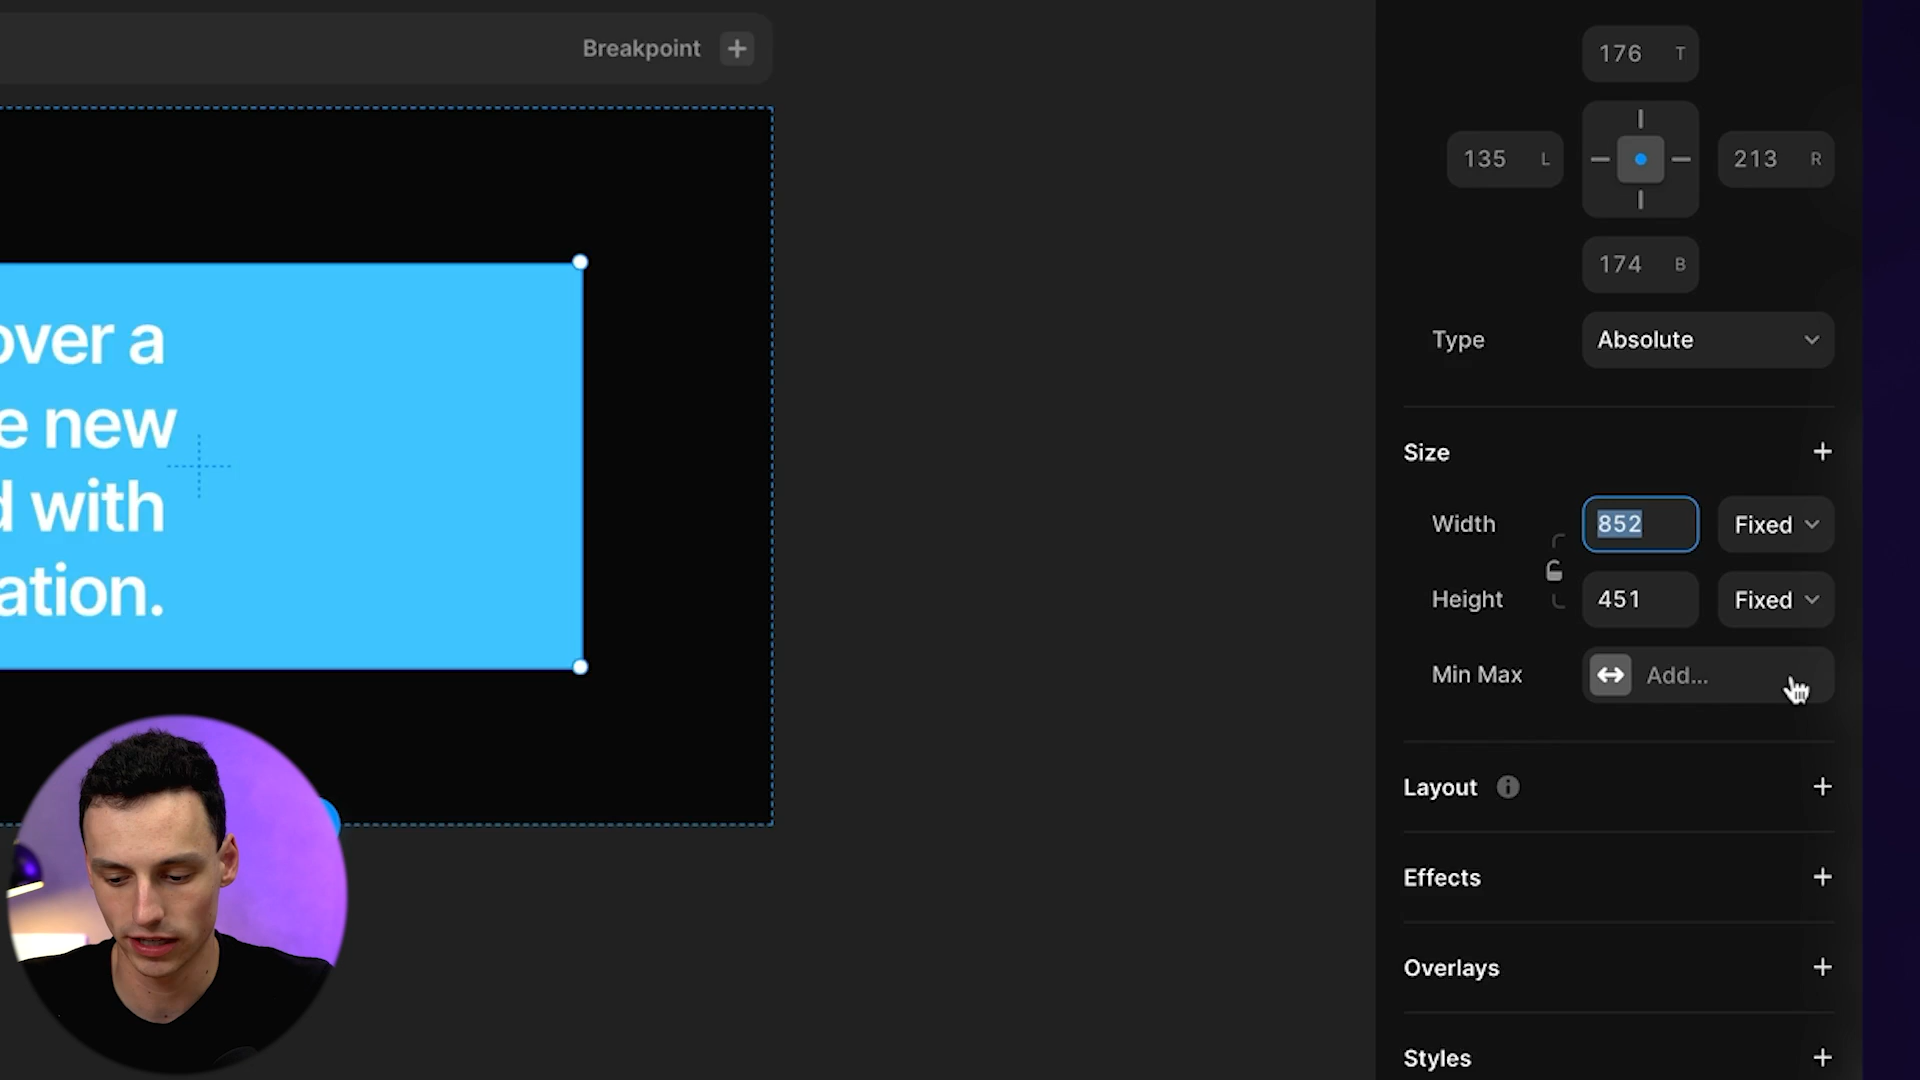 Breakpoint
176 T
135 L
213 R
174 B
Type
Absolute
over a
e new
d with
ation.
Size
Width
852
Fixed
Height
451
Fixed
Min Max
Add...
Layout
Effects
Overlays
Styles